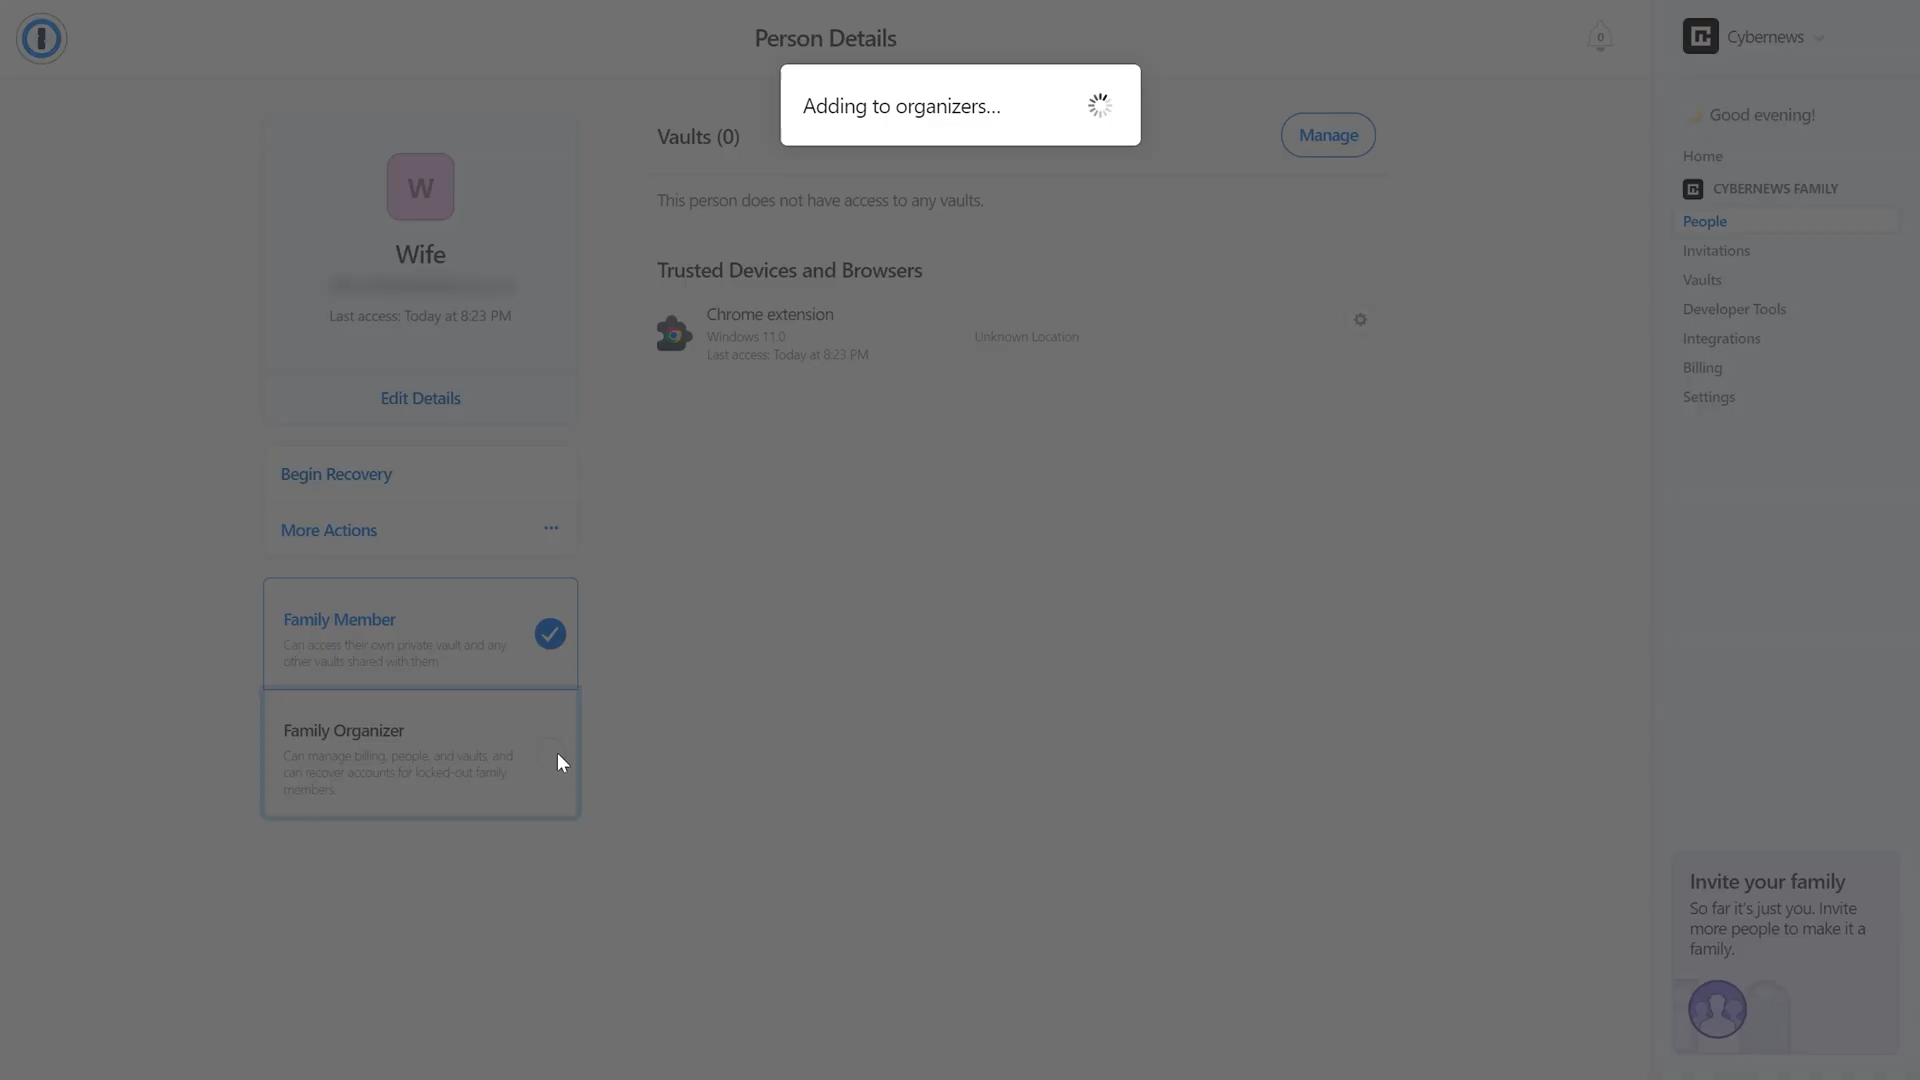 Person Details
0
Cybernews
Adding to organizers...
Good evening!
Vaults (0)
Manage
W
Home
CYBERNEWS FAMILY
This person does not have access to any vaults.
People
Wife
Invitations
Trusted Devices and Browsers
Vaults
Last access: Today at 8:23 PM
Chrome extension
Developer Tools
Windows 11.0
Unknown Location
Integrations
Last access: Today at 8:23 PM
Billing
Edit Details
Settings
Begin Recovery
More Actions
Family Member
Can access their own private vault and any
other vaults shared with them
Family Organizer
Can manage billing, people, and vaults, and
can recover accounts for locked-out family
members.
Invite your family
So far it's just you. Invite
more people to make it a
family.